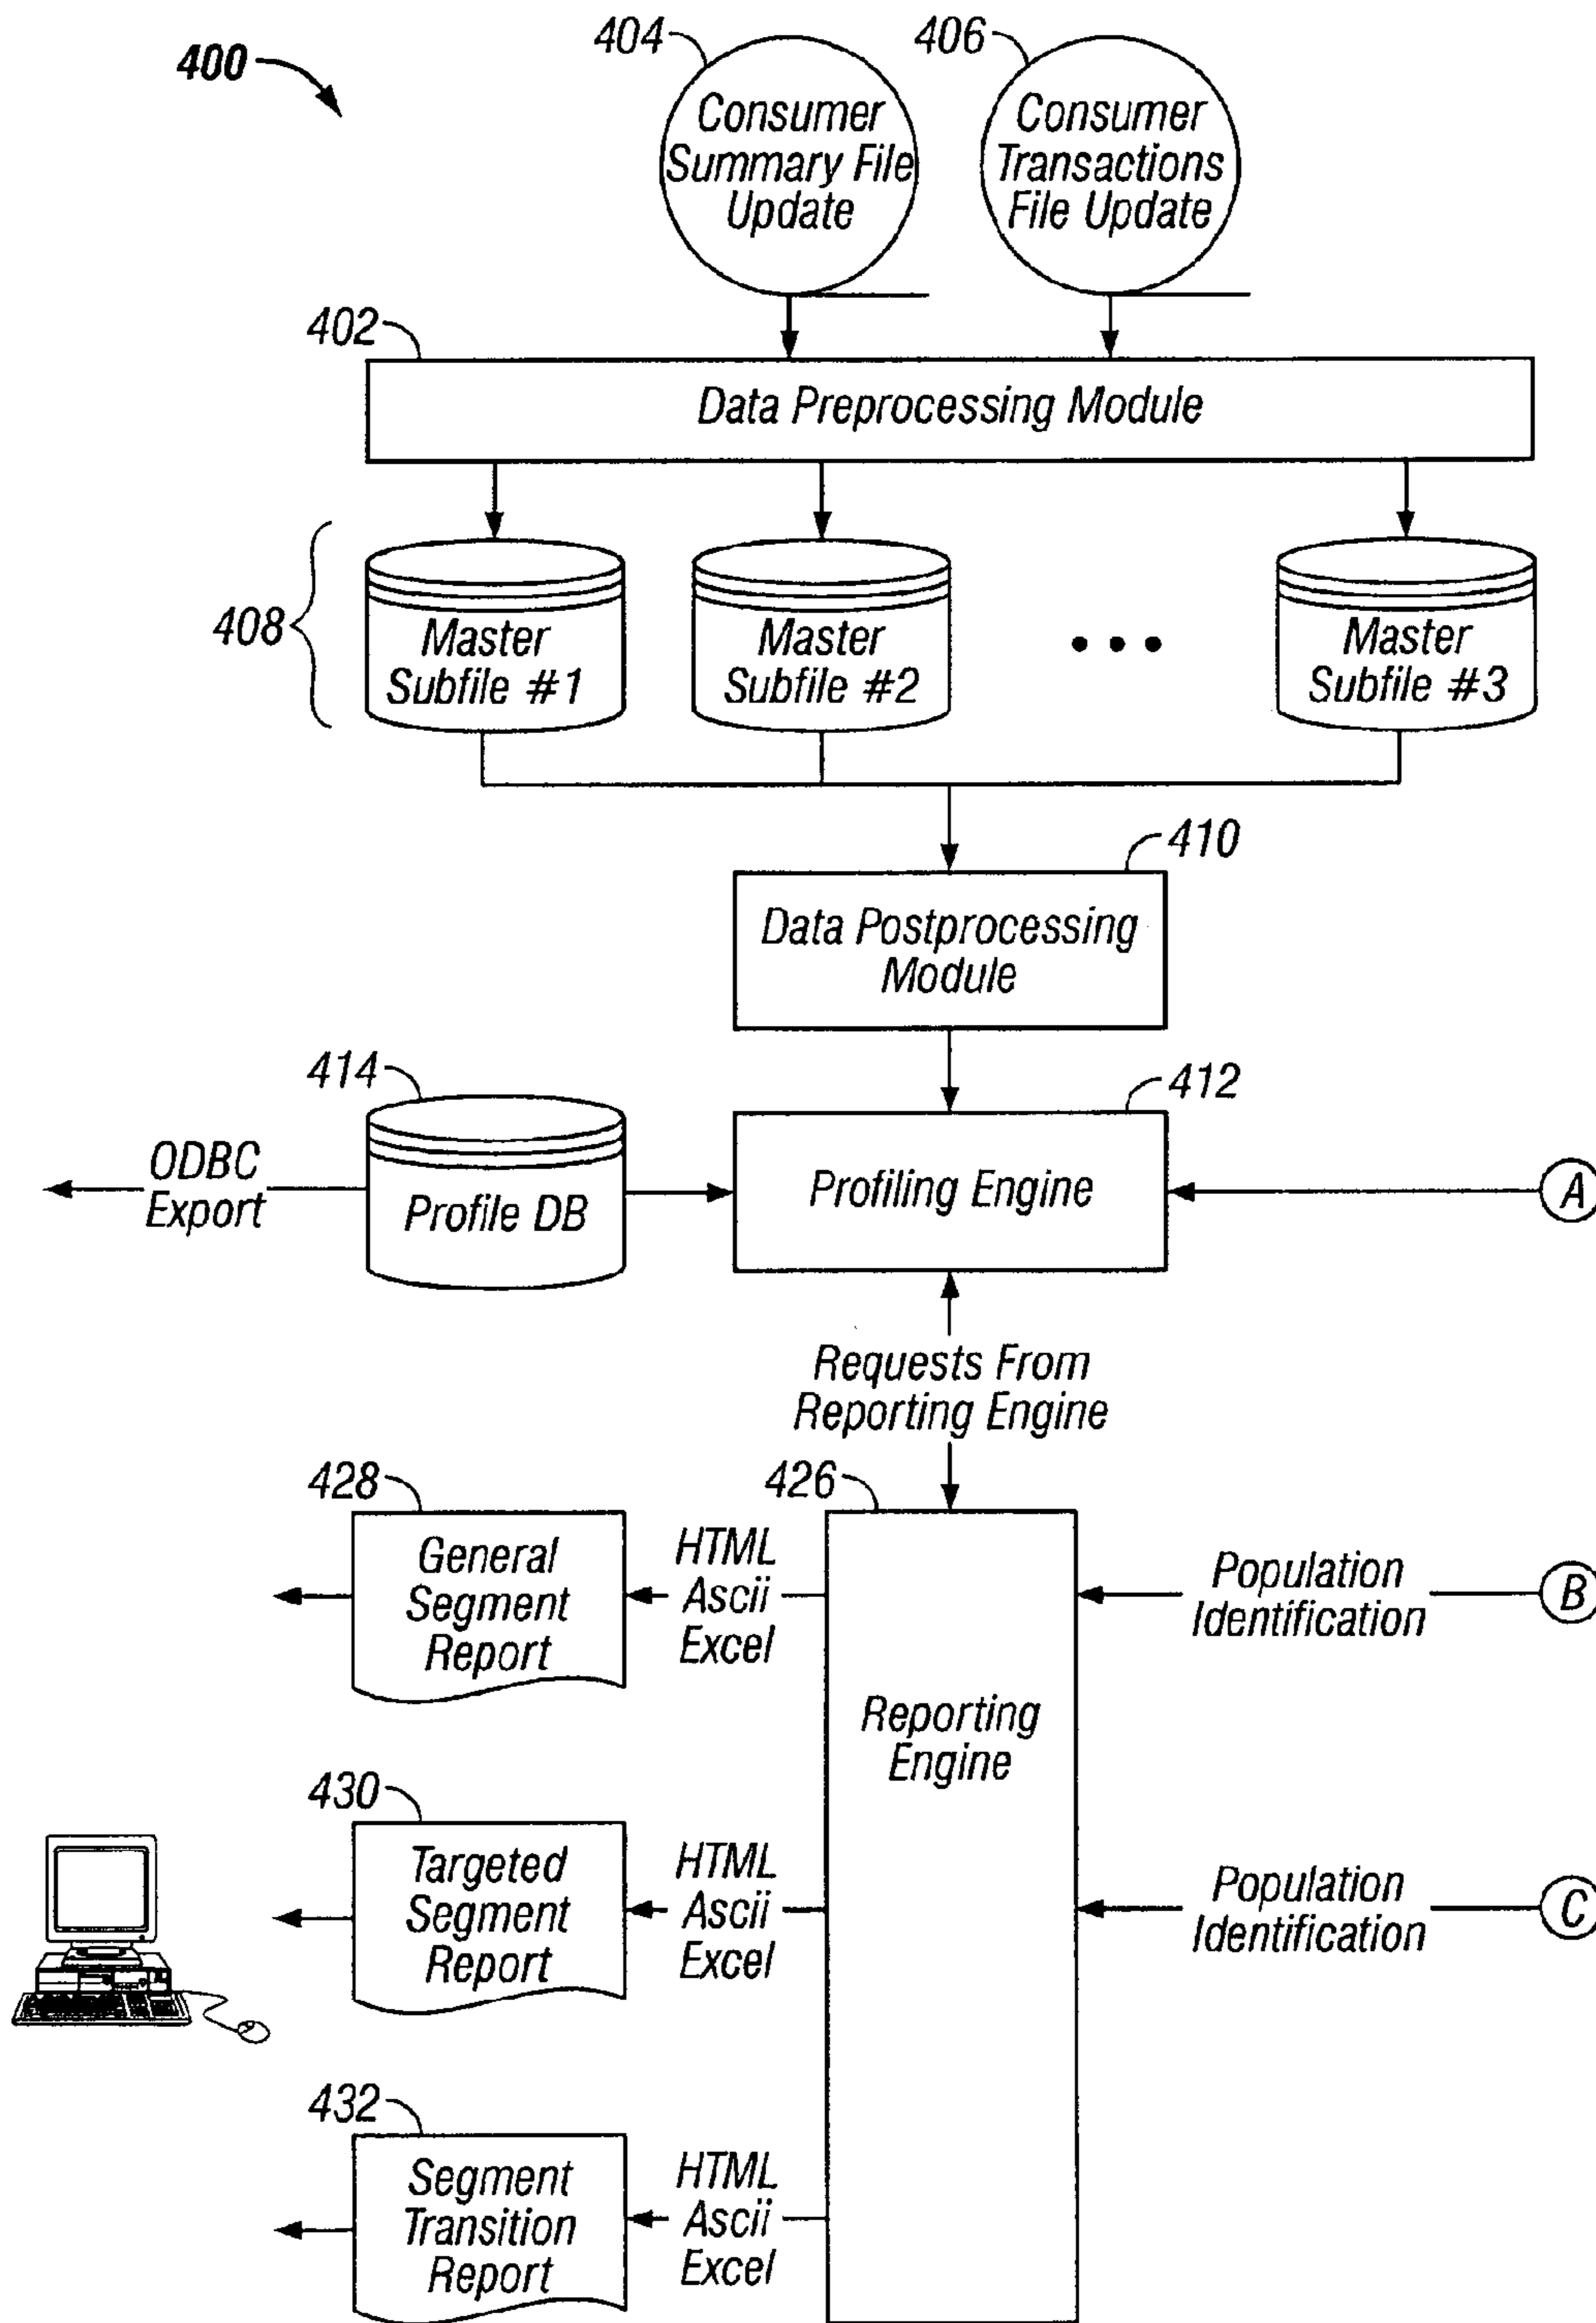 400
404
406
Consumer
Summary File
Update
Consumer
Transactions
File Update
402
Data Preprocessing Module
408
Master
Subfile #1
Master
Subfile #2
• • •
Master
Subfile #3
410
Data Postprocessing
Module
414
412
ODBC
Export
Profile DB
Profiling Engine
A
Requests From
Reporting Engine
428
426
General
Segment
Report
HTML
Ascii
Excel
Population
Identification
B
Reporting
Engine
430
Targeted
Segment
Report
HTML
Ascii
Excel
Population
Identification
C
432
Segment
Transition
Report
HTML
Ascii
Excel